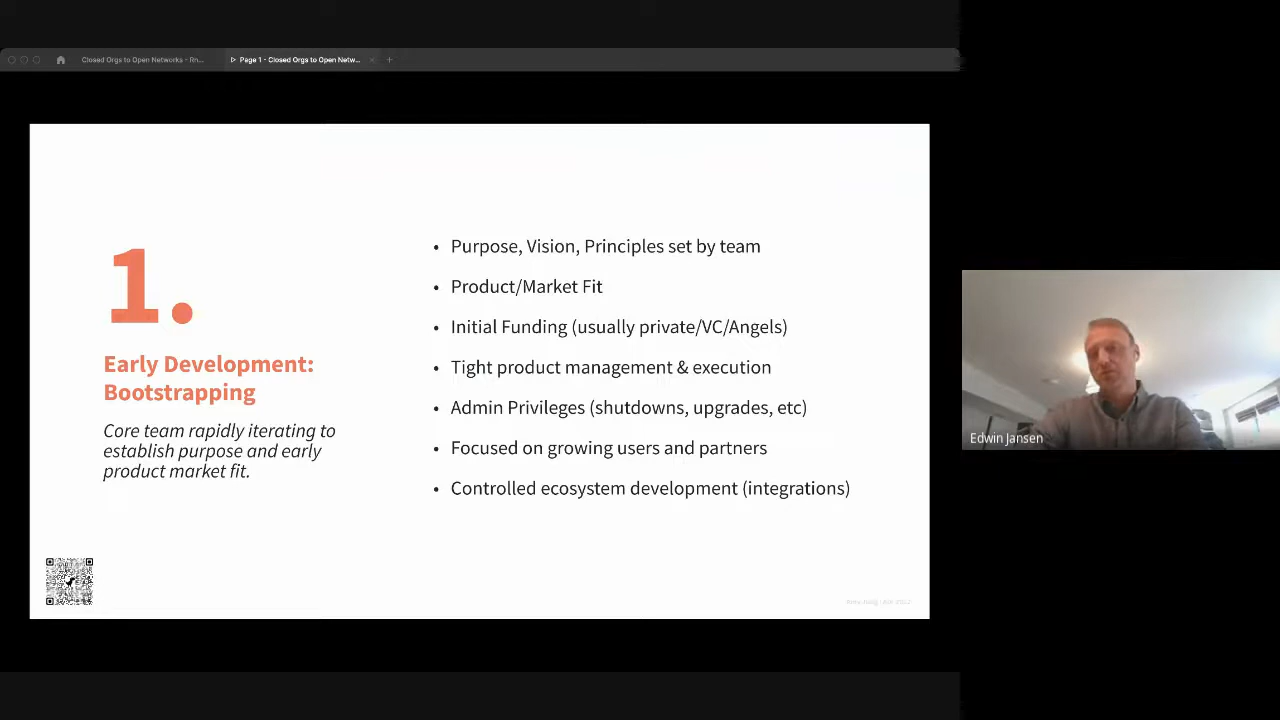 Closed Orgs to Open Networks - Rn...
Page 1 - Closed Orgs to Open Netw...
1.
Early Development:
Bootstrapping
Core team rapidly iterating to
establish purpose and early
product market fit.
• Purpose, Vision, Principles set by team
• Product/Market Fit
• Initial Funding (usually private/VC/Angels)
• Tight product management & execution
• Admin Privileges (shutdowns, upgrades, etc)
• Focused on growing users and partners
• Controlled ecosystem development (integrations)
Edwin Jansen